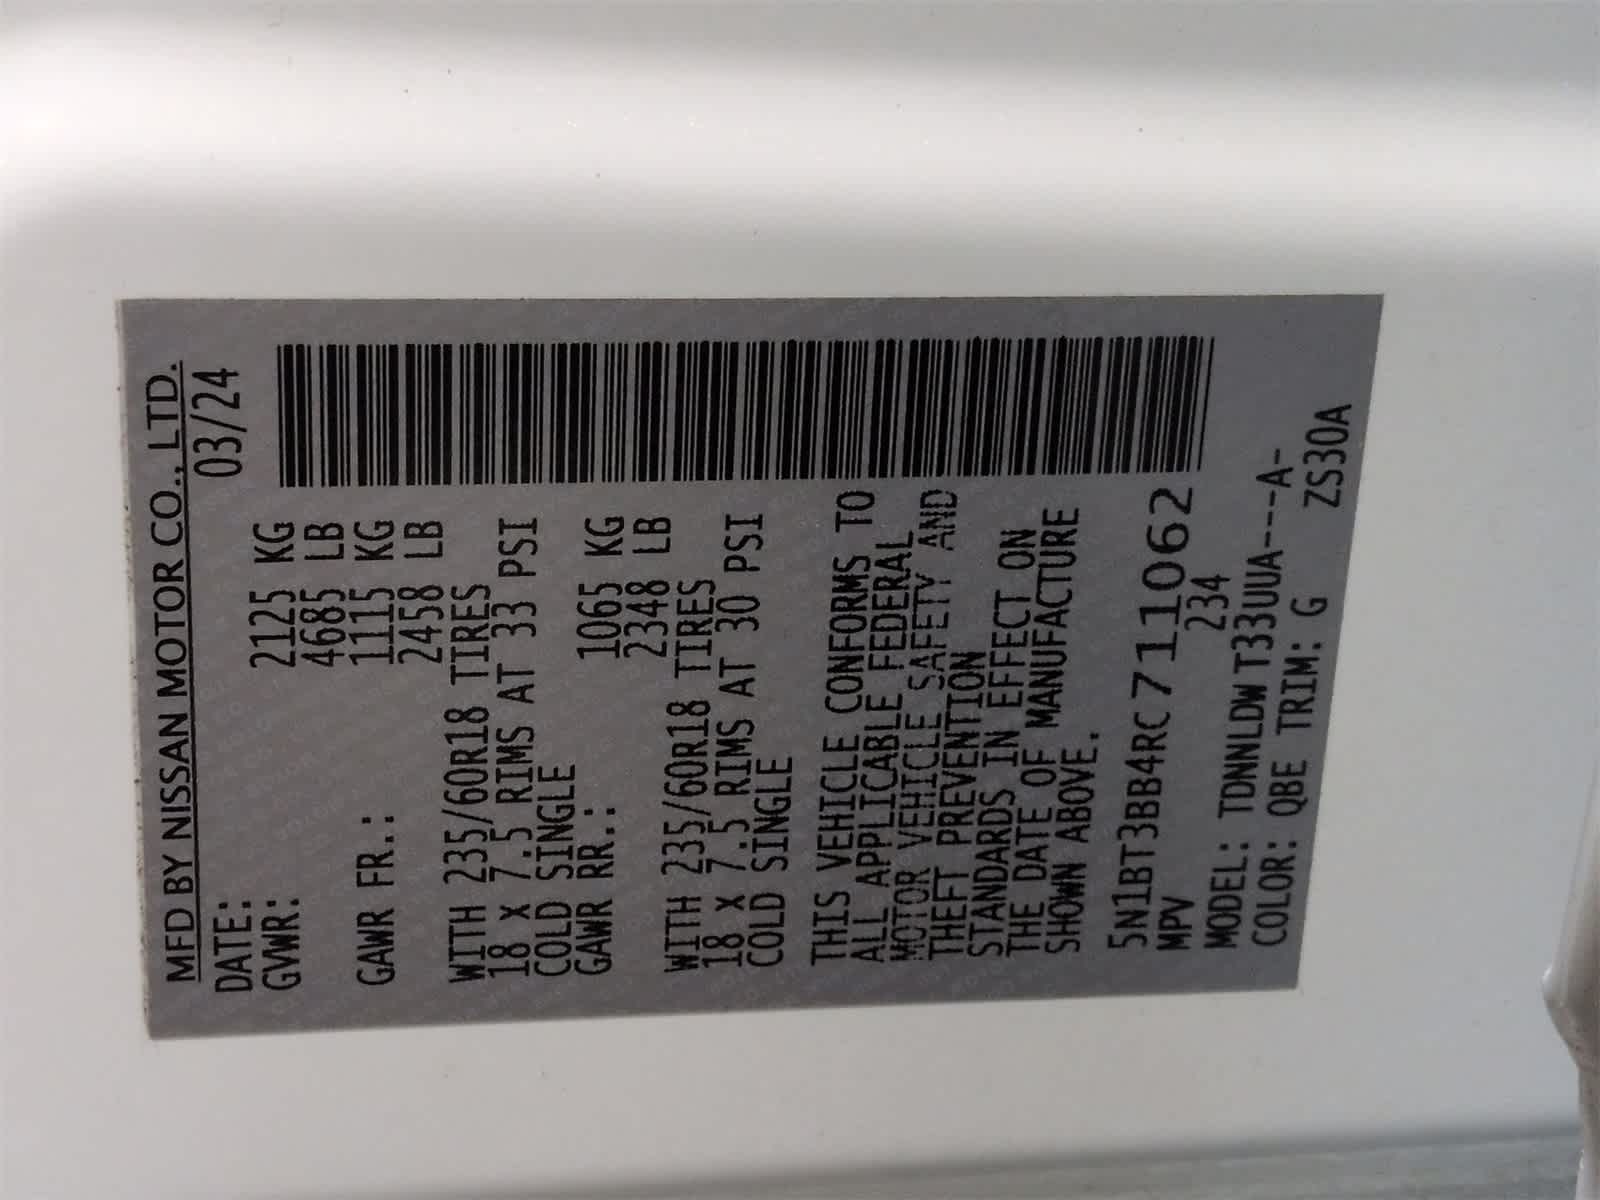 MFD BY NISSAN MOTOR CO., LTD.
DATE: 03/24
GVWR: 2125 KG
4685 LB
GAWR FR.: 1115 KG
2458 LB
WITH 235/60R18 TIRES
18 X 7.5 RIMS AT 33 PSI
COLD SINGLE
GAWR RR.: 1065 KG
2348 LB
WITH 235/60R18 TIRES
18 X 7.5 RIMS AT 30 PSI
COLD SINGLE
THIS VEHICLE CONFORMS TO
ALL APPLICABLE FEDERAL
MOTOR VEHICLE SAFETY AND
THEFT PREVENTION
STANDARDS IN EFFECT ON
THE DATE OF MANUFACTURE
SHOWN ABOVE.
5N1BT3BB4RC711062
MPV 234
MODEL: TDNNLDW T33UUA---A-
COLOR: QBE TRIM: G ZS30A